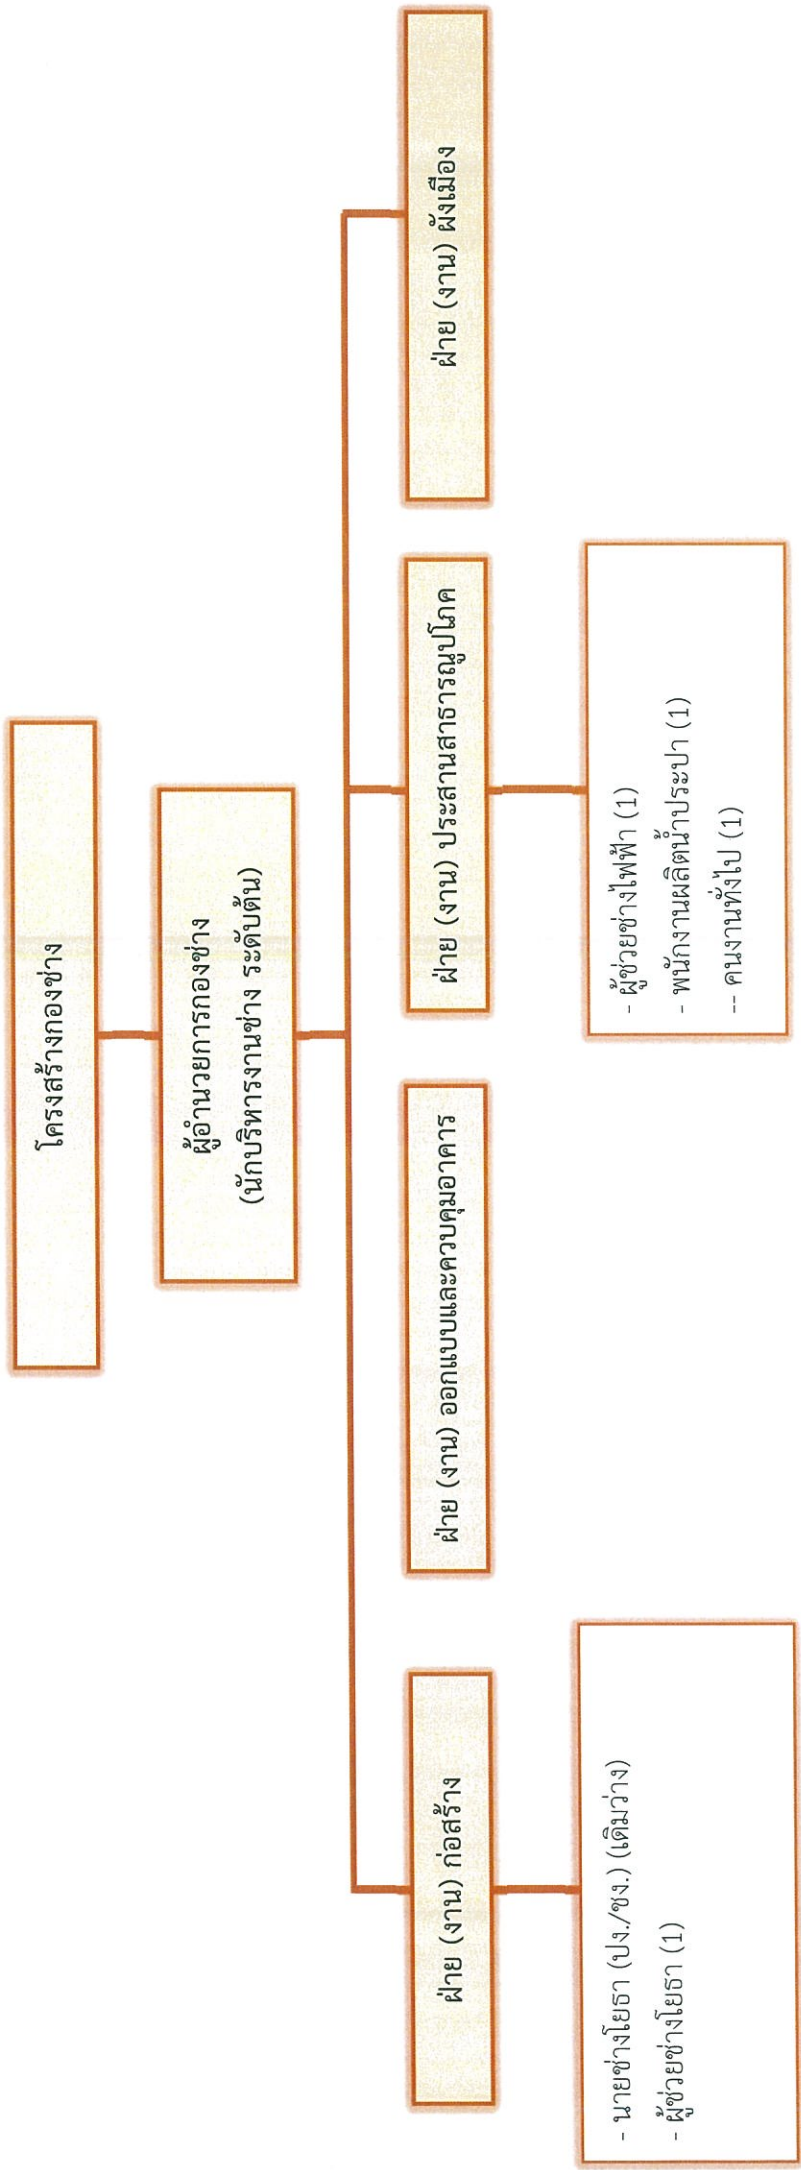 โครงสร้างกองช่าง
ผู้อำนวยการกองช่าง
(นักบริหารงานช่าง ระดับต้น)
ฝ่าย (งาน) ก่อสร้าง
ฝ่าย (งาน) ออกแบบและควบคุมอาคาร
ฝ่าย (งาน) ประสานสาธารณูปโภค
ฝ่าย (งาน) ผังเมือง
- นายช่างโยธา (ปง./ชง.) (เดิมว่าง)
- ผู้ช่วยช่างโยธา (1)
- ผู้ช่วยช่างไฟฟ้า (1)
- พนักงานผลิตน้ำประปา (1)
-- คนงานทั่งไป (1)